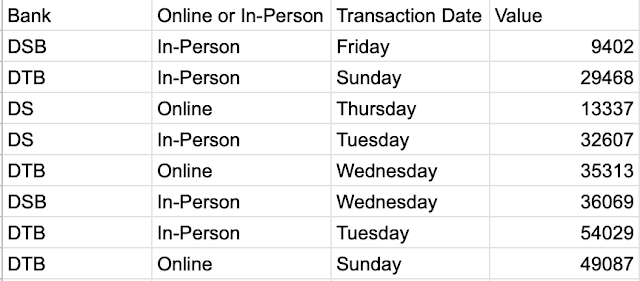 Bank Online or In-Person Transaction Date Value
DSB In-Person Friday 9402
DTB In-Person Sunday 29468
DS Online Thursday 13337
DS In-Person Tuesday 32607
DTB Online Wednesday 35313
DSB In-Person Wednesday 36069
DTB In-Person Tuesday 54029
DTB Online Sunday 49087